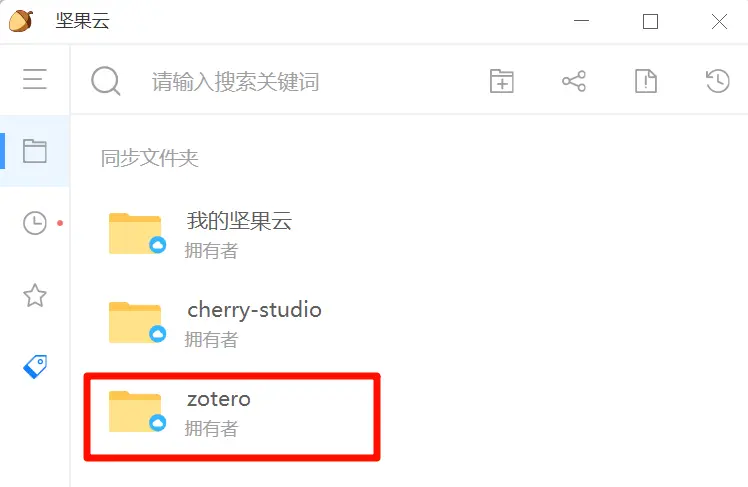 坚果云
请输入搜索关键词
同步文件夹
我的坚果云
拥有者
cherry-studio
拥有者
zotero
拥有者